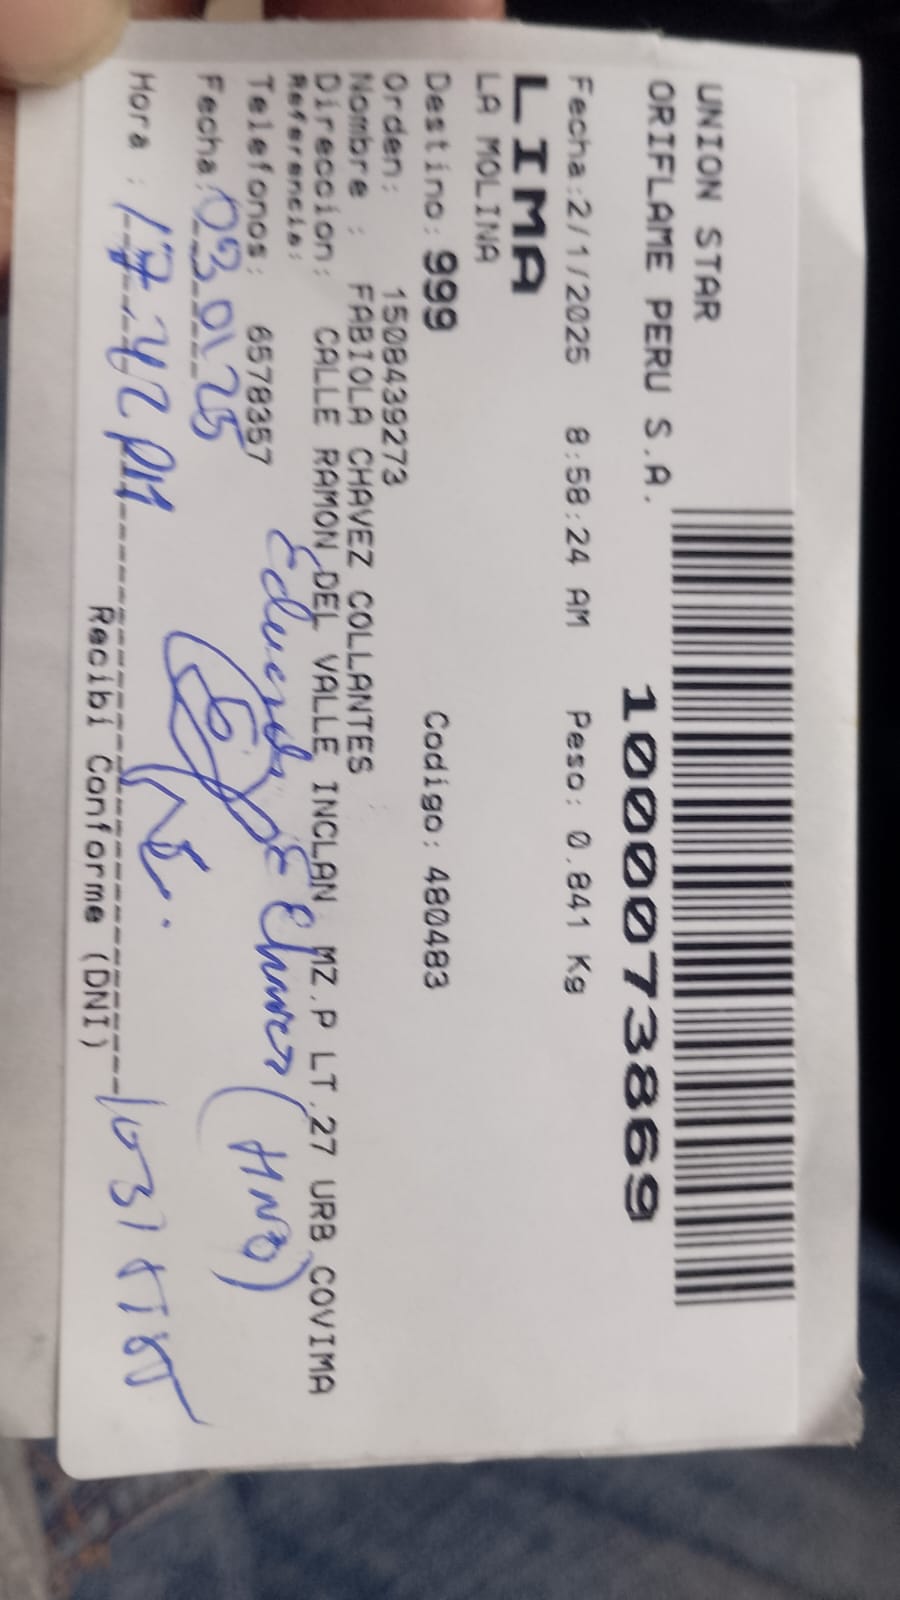 UNION STAR
ORIFLAME PERU S.A.
1000073869
Fecha:2/1/2025 8:58:24 AM Peso: 0.841 Kg
LIMA
LA MOLINA
Destino: 999 Codigo: 480483
Orden: 1508439273
Nombre : FABIOLA CHAVEZ COLLANTES
Direccion: CALLE RAMON DEL VALLE INCLAN MZ.P LT.27 URB COVIMA
Referencia:
Telefonos: 6578357
(HNO)
Fecha: 03 01 25
Hora : 17:42 PM
Recibi Conforme (DNI)